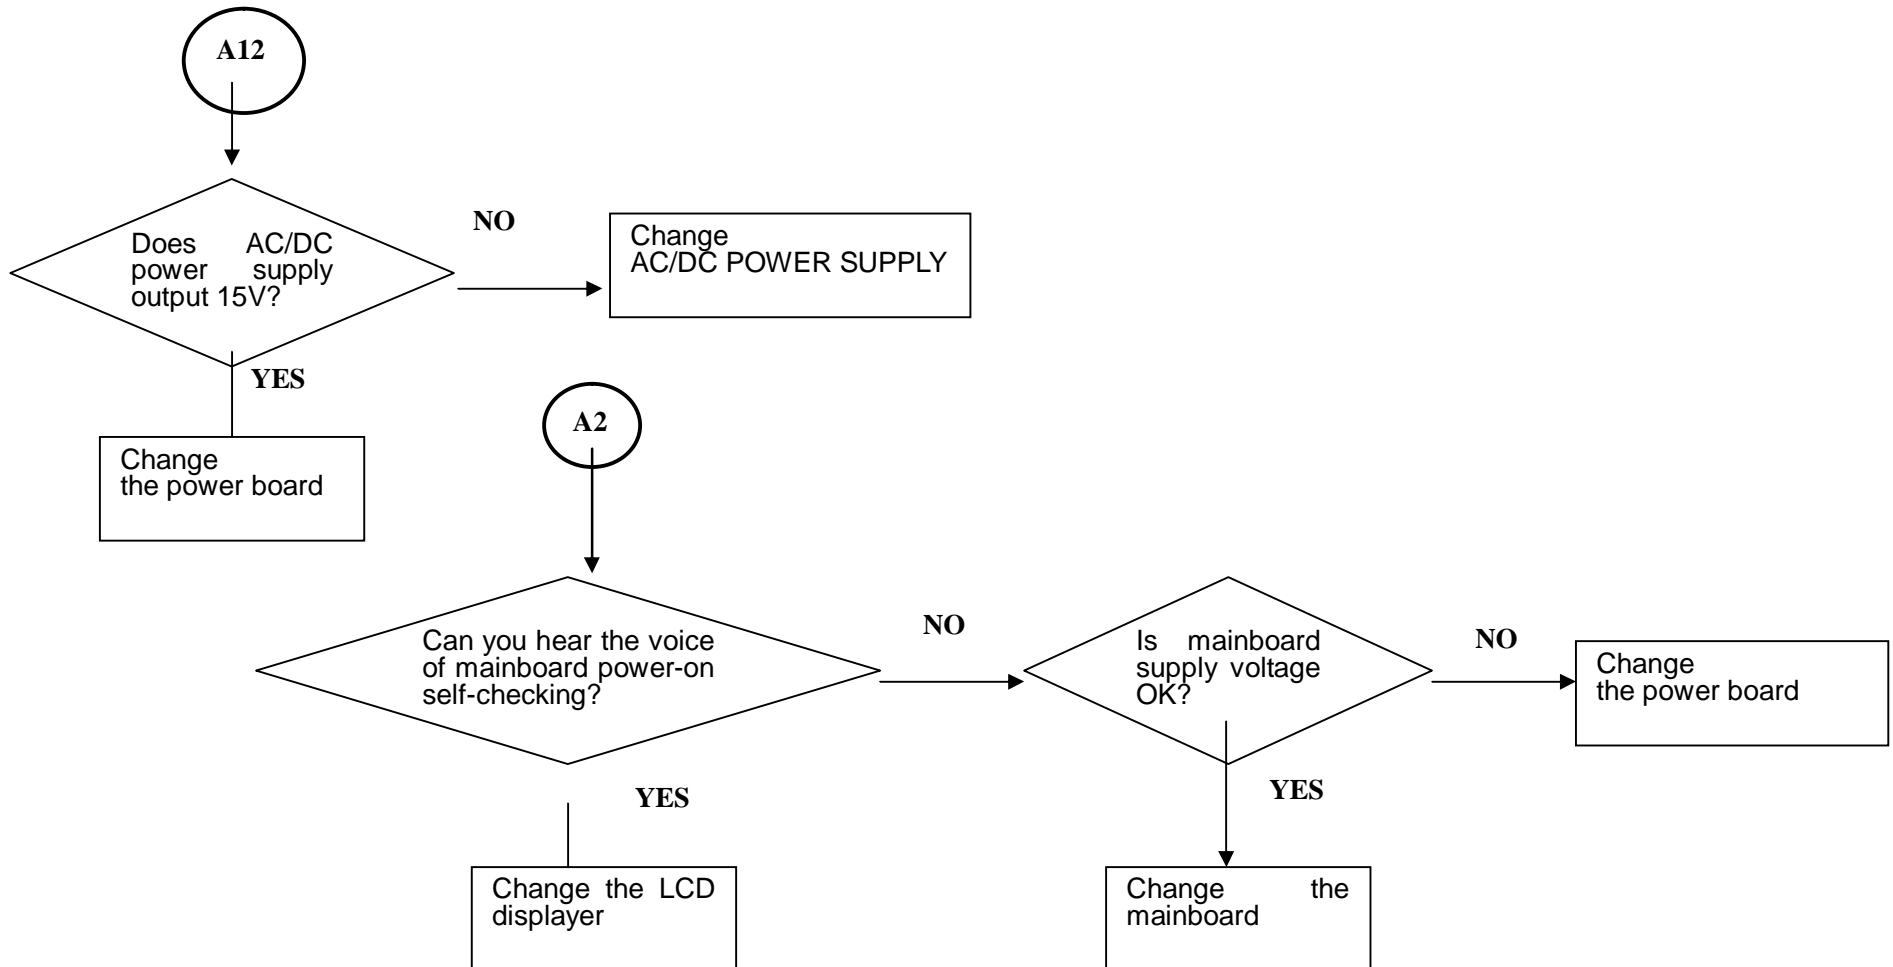 A12
Does AC/DC
power supply
output 15V?
NO
Change
AC/DC POWER SUPPLY
YES
Change
the power board
A2
Can you hear the voice
of mainboard power-on
self-checking?
NO
Is mainboard
supply voltage
OK?
NO
Change
the power board
YES
Change the LCD
displayer
YES
Change the
mainboard